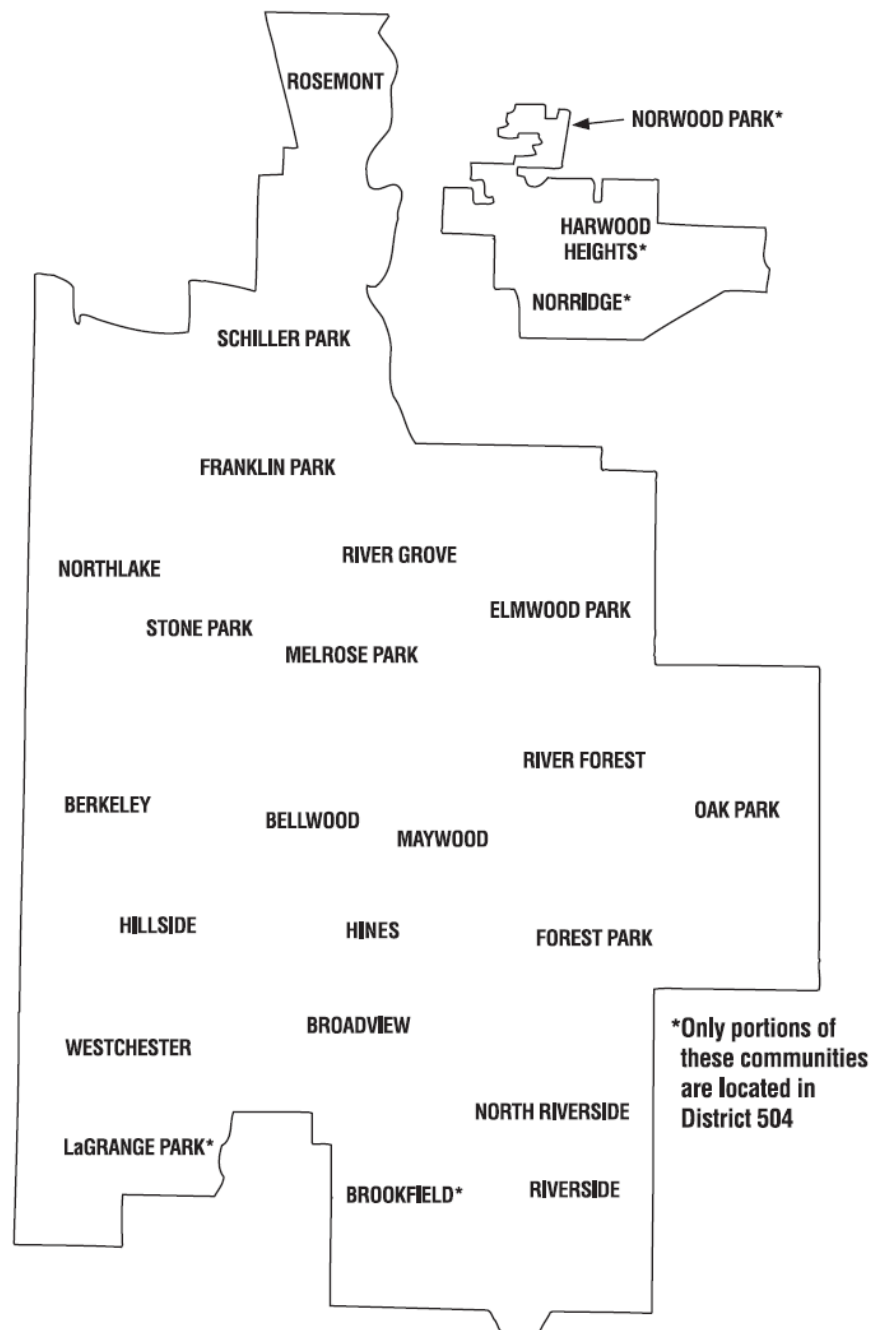 ROSEMONT
NORWOOD PARK*
HARWOOD
HEIGHTS*
NORRIDGE*
SCHILLER PARK
FRANKLIN PARK
RIVER GROVE
NORTHLAKE
ELMWOOD PARK
STONE PARK
MELROSE PARK
RIVER FOREST
BERKELEY
OAK PARK
BELLWOOD
MAYWOOD
HILLSIDE
HINES
FOREST PARK
BROADVIEW
WESTCHESTER
*Only portions of
these communities
are located in
District 504
NORTH RIVERSIDE
LaGRANGE PARK*
BROOKFIELD*
RIVERSIDE